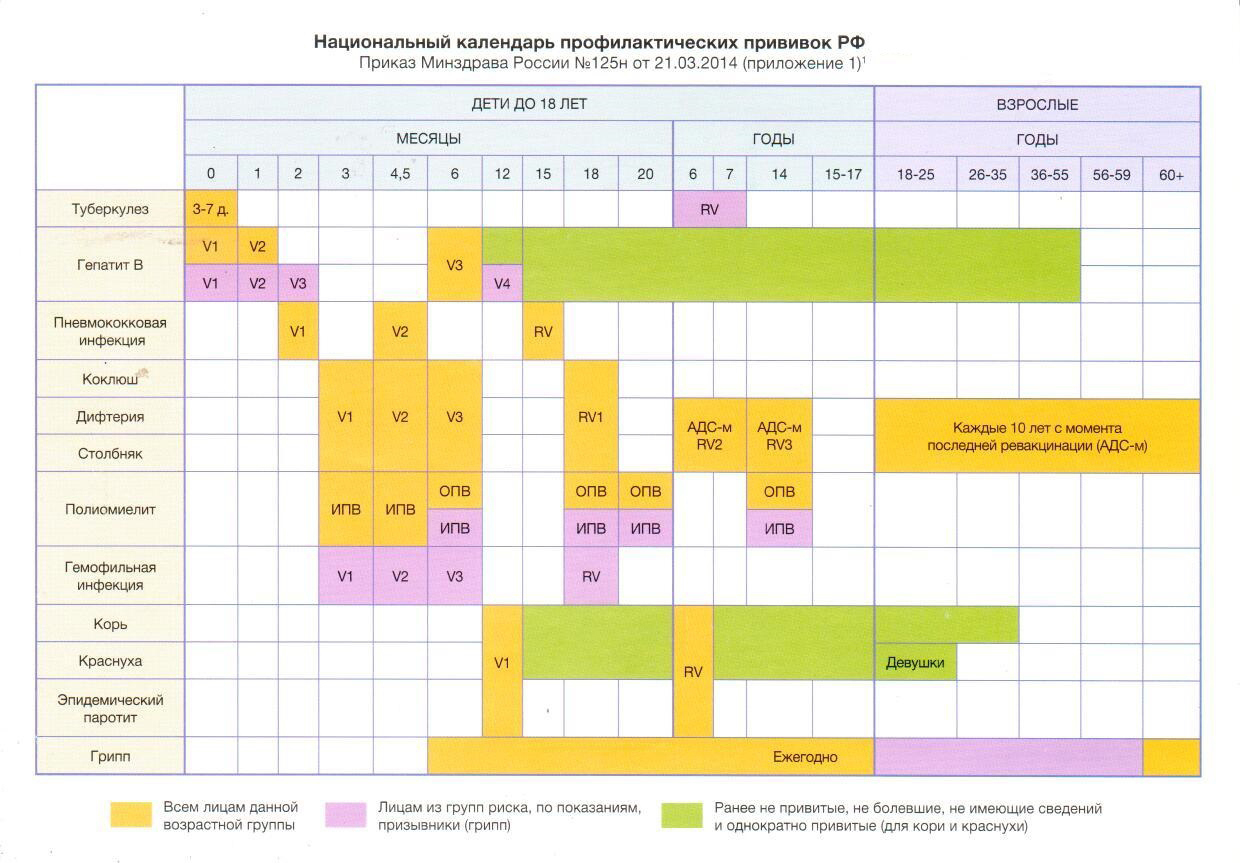 Национальный календарь профилактических прививок РФ
Приказ Минздрава России №125н от 21.03.2014 (приложение 1)¹
ДЕТИ ДО 18 ЛЕТ ВЗРОСЛЫЕ
МЕСЯЦЫ ГОДЫ ГОДЫ
0 1 2 3 4,5 6 12 15 18 20 6 7 14 15-17 18-25 26-35 36-55 56-59 60+
Туберкулез 3-7 д. RV
Гепатит В
V1 V2 V3
V1 V2 V3 V4
Пневмококковая
инфекция
V1 V2 RV
Коклюш
Дифтерия
Столбняк
V1 V2 V3 RV1
АДС-м
RV2
АДС-м
RV3
Каждые 10 лет с момента
последней ревакцинации (АДС-м)
Полиомиелит
ИПВ ИПВ
ОПВ ОПВ ОПВ ОПВ
ИПВ ИПВ ИПВ ИПВ
Гемофильная
инфекция
V1 V2 V3 RV
Корь
Краснуха
V1 RV Девушки
Эпидемический
паротит
Грипп Ежегодно
Всем лицам данной
возрастной группы
Лицам из групп риска, по показаниям,
призывники (грипп)
Ранее не привитые, не болевшие, не имеющие сведений
и однократно привитые (для кори и краснухи)